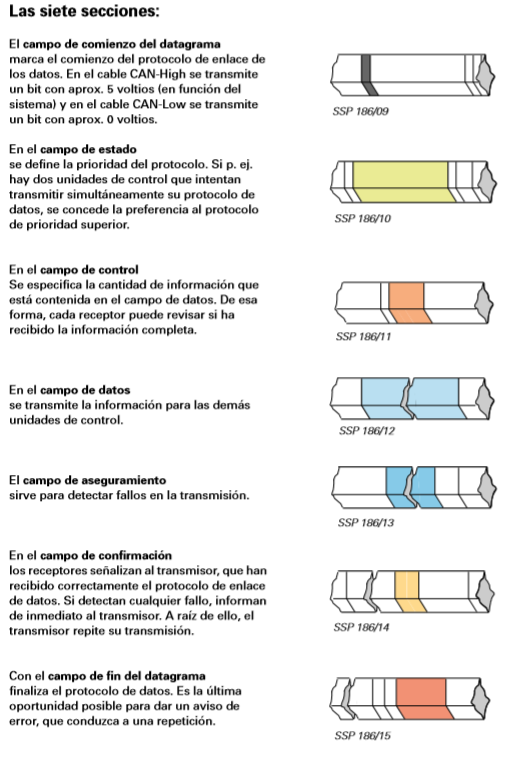 Las siete secciones:
El campo de comienzo del datagrama
marca el comienzo del protocolo de enlace de
los datos. En el cable CAN-High se transmite
un bit con aprox. 5 voltios (en función del
sistema) y en el cable CAN-Low se transmite
un bit con aprox. 0 voltios.
SSP 186/09
En el campo de estado
se define la prioridad del protocolo. Si p. ej.
hay dos unidades de control que intentan
transmitir simultáneamente su protocolo de
datos, se concede la preferencia al protocolo
de prioridad superior.
SSP 186/10
En el campo de control
Se especifica la cantidad de información que
está contenida en el campo de datos. De esa
forma, cada receptor puede revisar si ha
recibido la información completa.
SSP 186/11
En el campo de datos
se transmite la información para las demás
unidades de control.
SSP 186/12
El campo de aseguramiento
sirve para detectar fallos en la transmisión.
SSP 186/13
En el campo de confirmación
los receptores señalizan al transmisor, que han
recibido correctamente el protocolo de enlace
de datos. Si detectan cualquier fallo, informan
de inmediato al transmisor. A raíz de ello, el
transmisor repite su transmisión.
SSP 186/14
Con el campo de fin del datagrama
finaliza el protocolo de datos. Es la última
oportunidad posible para dar un aviso de
error, que conduzca a una repetición.
SSP 186/15